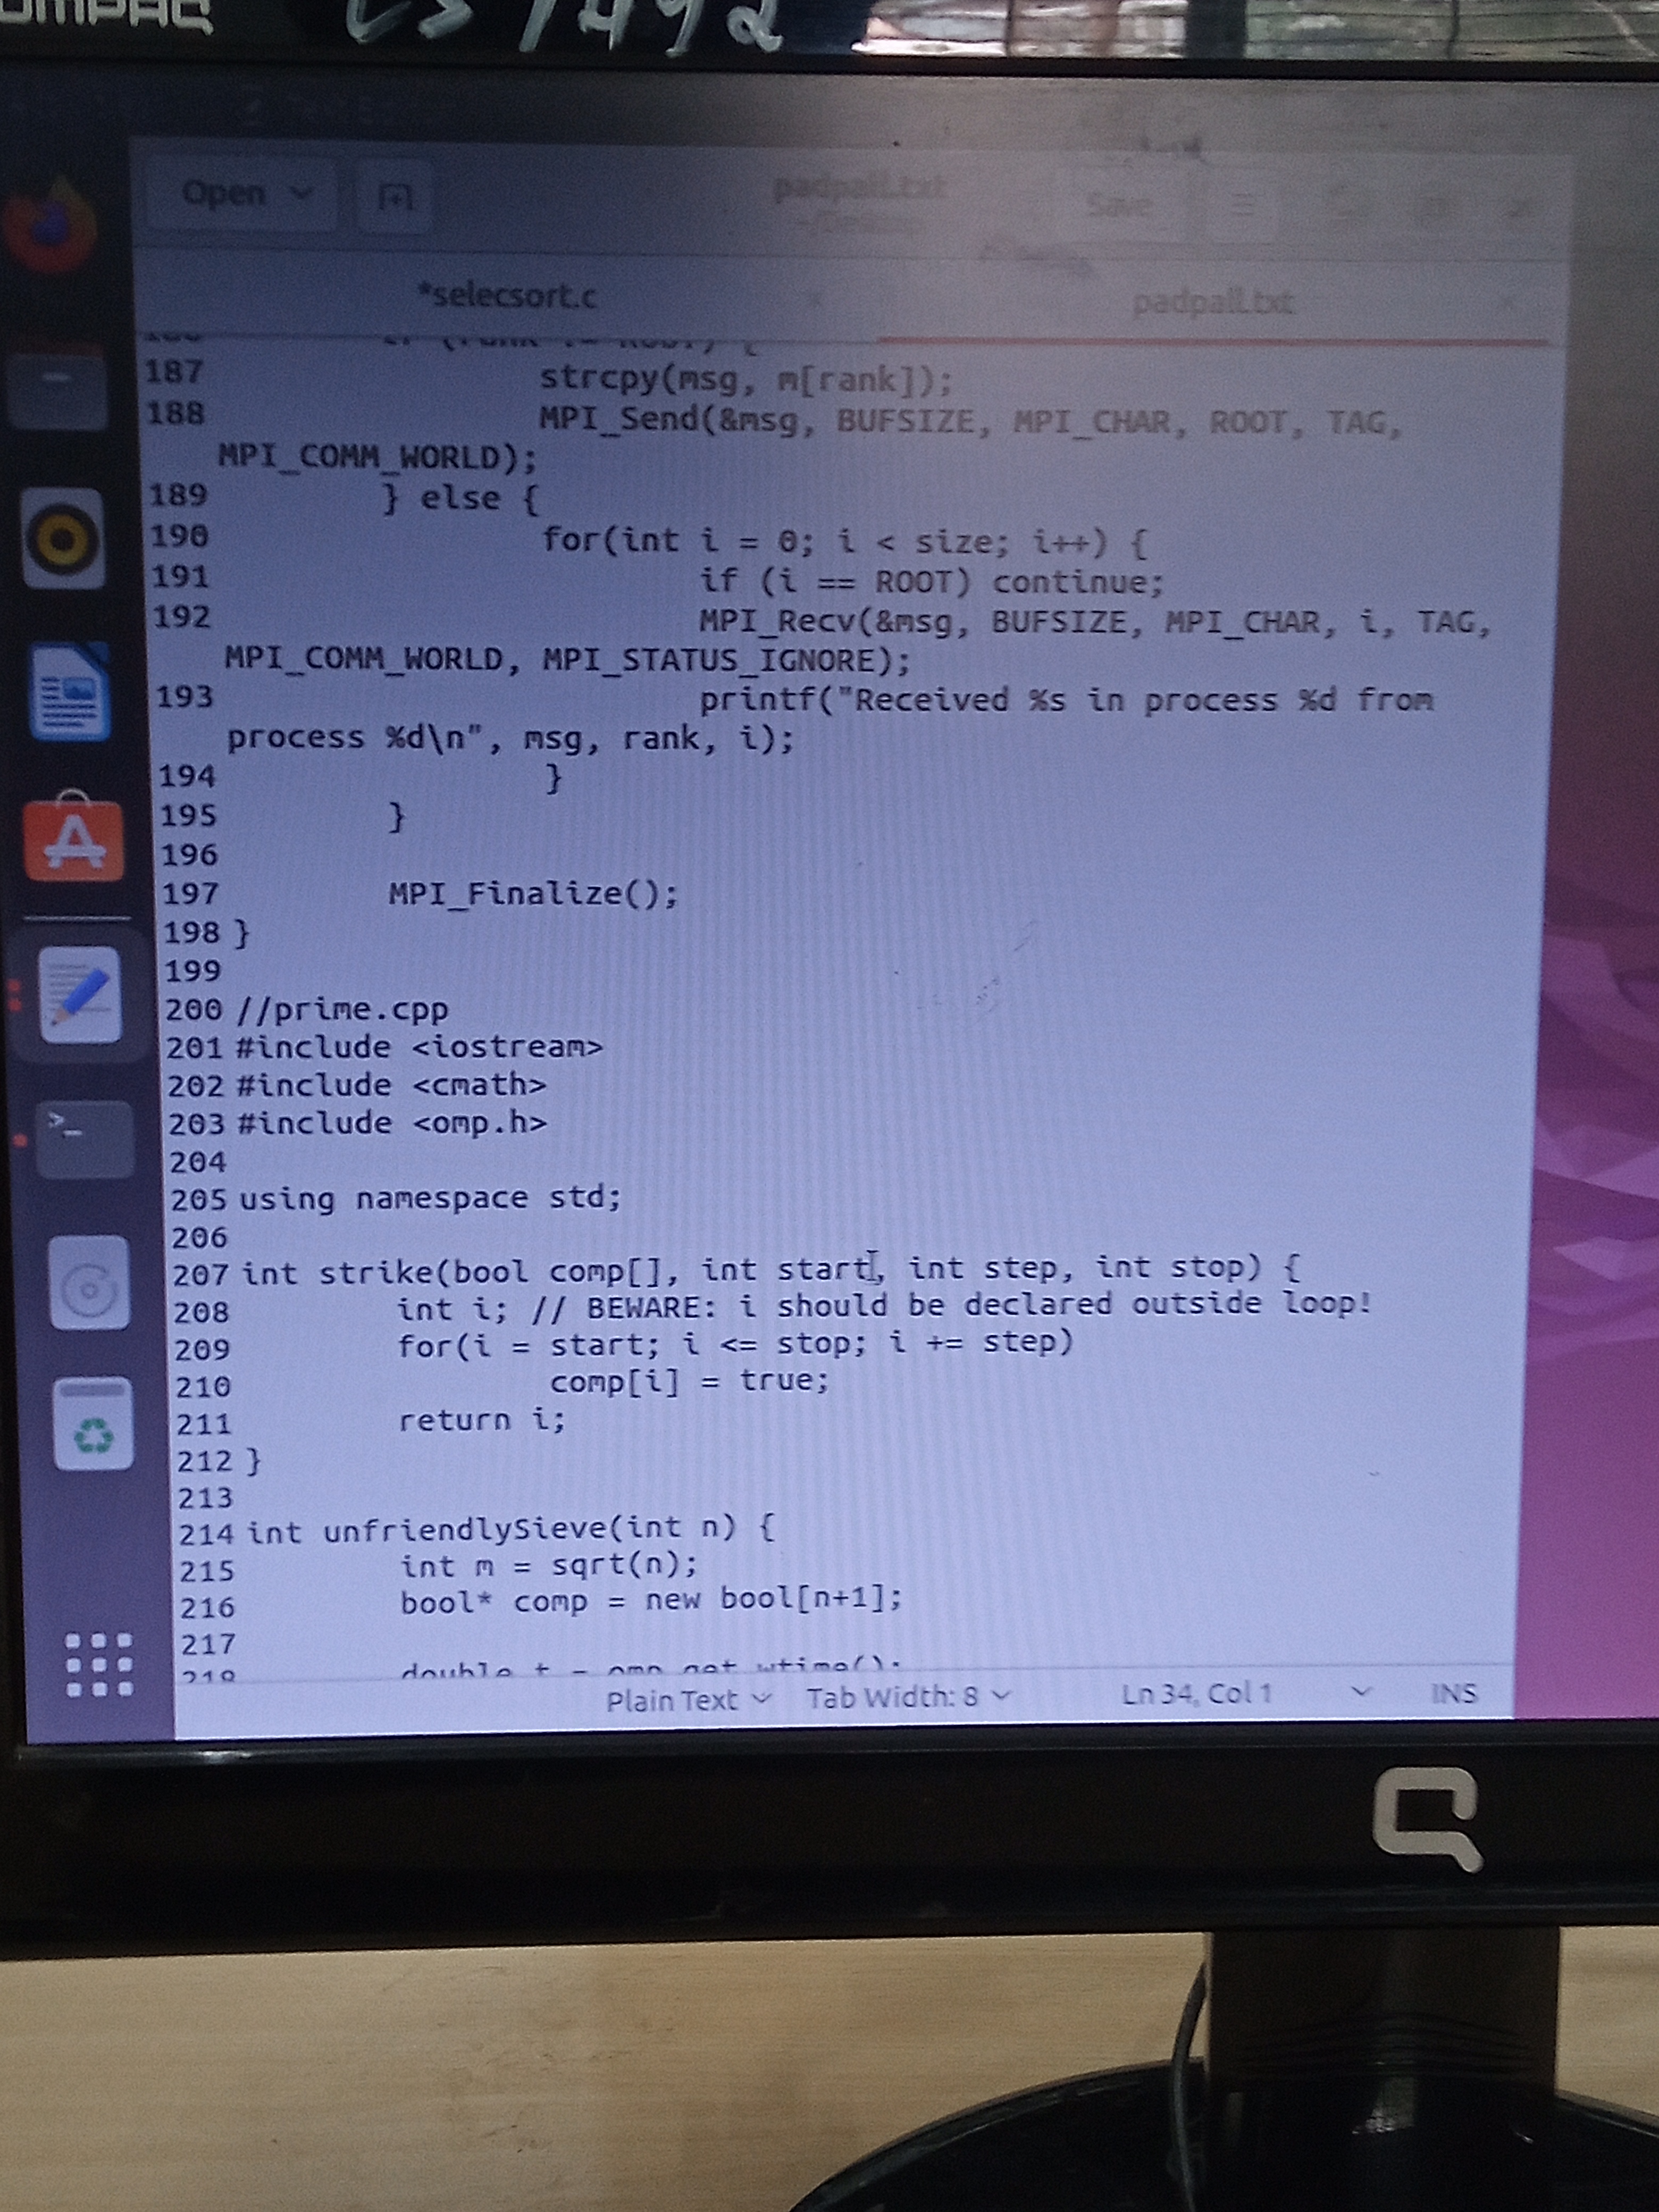 CS 1492
Open
padpall.txt
Save
*selecsort.c
padpall.txt
187 strcpy(msg, m[rank]);
188 MPI_Send(&msg, BUFSIZE, MPI_CHAR, ROOT, TAG,
MPI_COMM_WORLD);
189 } else {
190 for(int i = 0; i < size; i++) {
191 if (i == ROOT) continue;
192 MPI_Recv(&msg, BUFSIZE, MPI_CHAR, i, TAG,
MPI_COMM_WORLD, MPI_STATUS_IGNORE);
193 printf("Received %s in process %d from
process %d\n", msg, rank, i);
194 }
195 }
196
197 MPI_Finalize();
198 }
199
200 //prime.cpp
201 #include <iostream>
202 #include <cmath>
203 #include <omp.h>
204
205 using namespace std;
206
207 int strike(bool comp[], int start, int step, int stop) {
208 int i; // BEWARE: i should be declared outside loop!
209 for(i = start; i <= stop; i += step)
210 comp[i] = true;
211 return i;
212 }
213
214 int unfriendlySieve(int n) {
215 int m = sqrt(n);
216 bool* comp = new bool[n+1];
217
218 double t = omp_get_wtime();
Plain Text Tab Width: 8 Ln 34, Col 1 INS